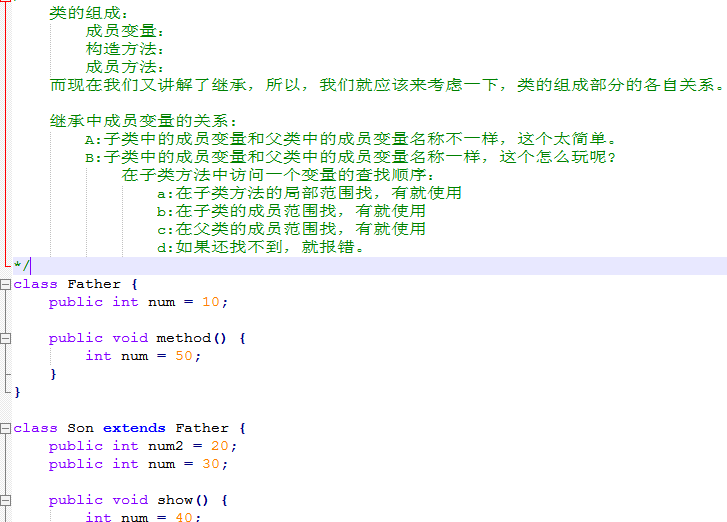 类的组成：
成员变量：
构造方法：
成员方法：
而现在我们又讲解了继承，所以，我们就应该来考虑一下，类的组成部分的各自关系。
继承中成员变量的关系：
A:子类中的成员变量和父类中的成员变量名称不一样，这个太简单。
B:子类中的成员变量和父类中的成员变量名称一样，这个怎么玩呢?
在子类方法中访问一个变量的查找顺序：
a:在子类方法的局部范围找，有就使用
b:在子类的成员范围找，有就使用
c:在父类的成员范围找，有就使用
d:如果还找不到，就报错。
*/
class Father {
public int num = 10;
public void method() {
int num = 50;
}
}
class Son extends Father {
public int num2 = 20;
public int num = 30;
public void show() {
int num = 40;